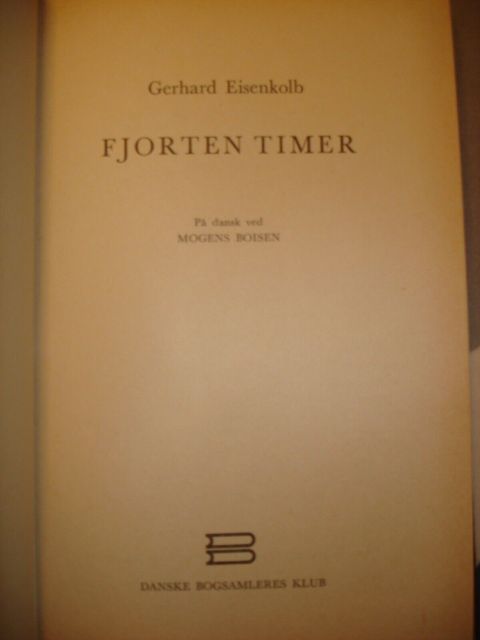 Gerhard Eisenkolb
FJORTEN TIMER
På dansk ved
MOGENS BOISEN
DANSKE BOGSAMLERES KLUB